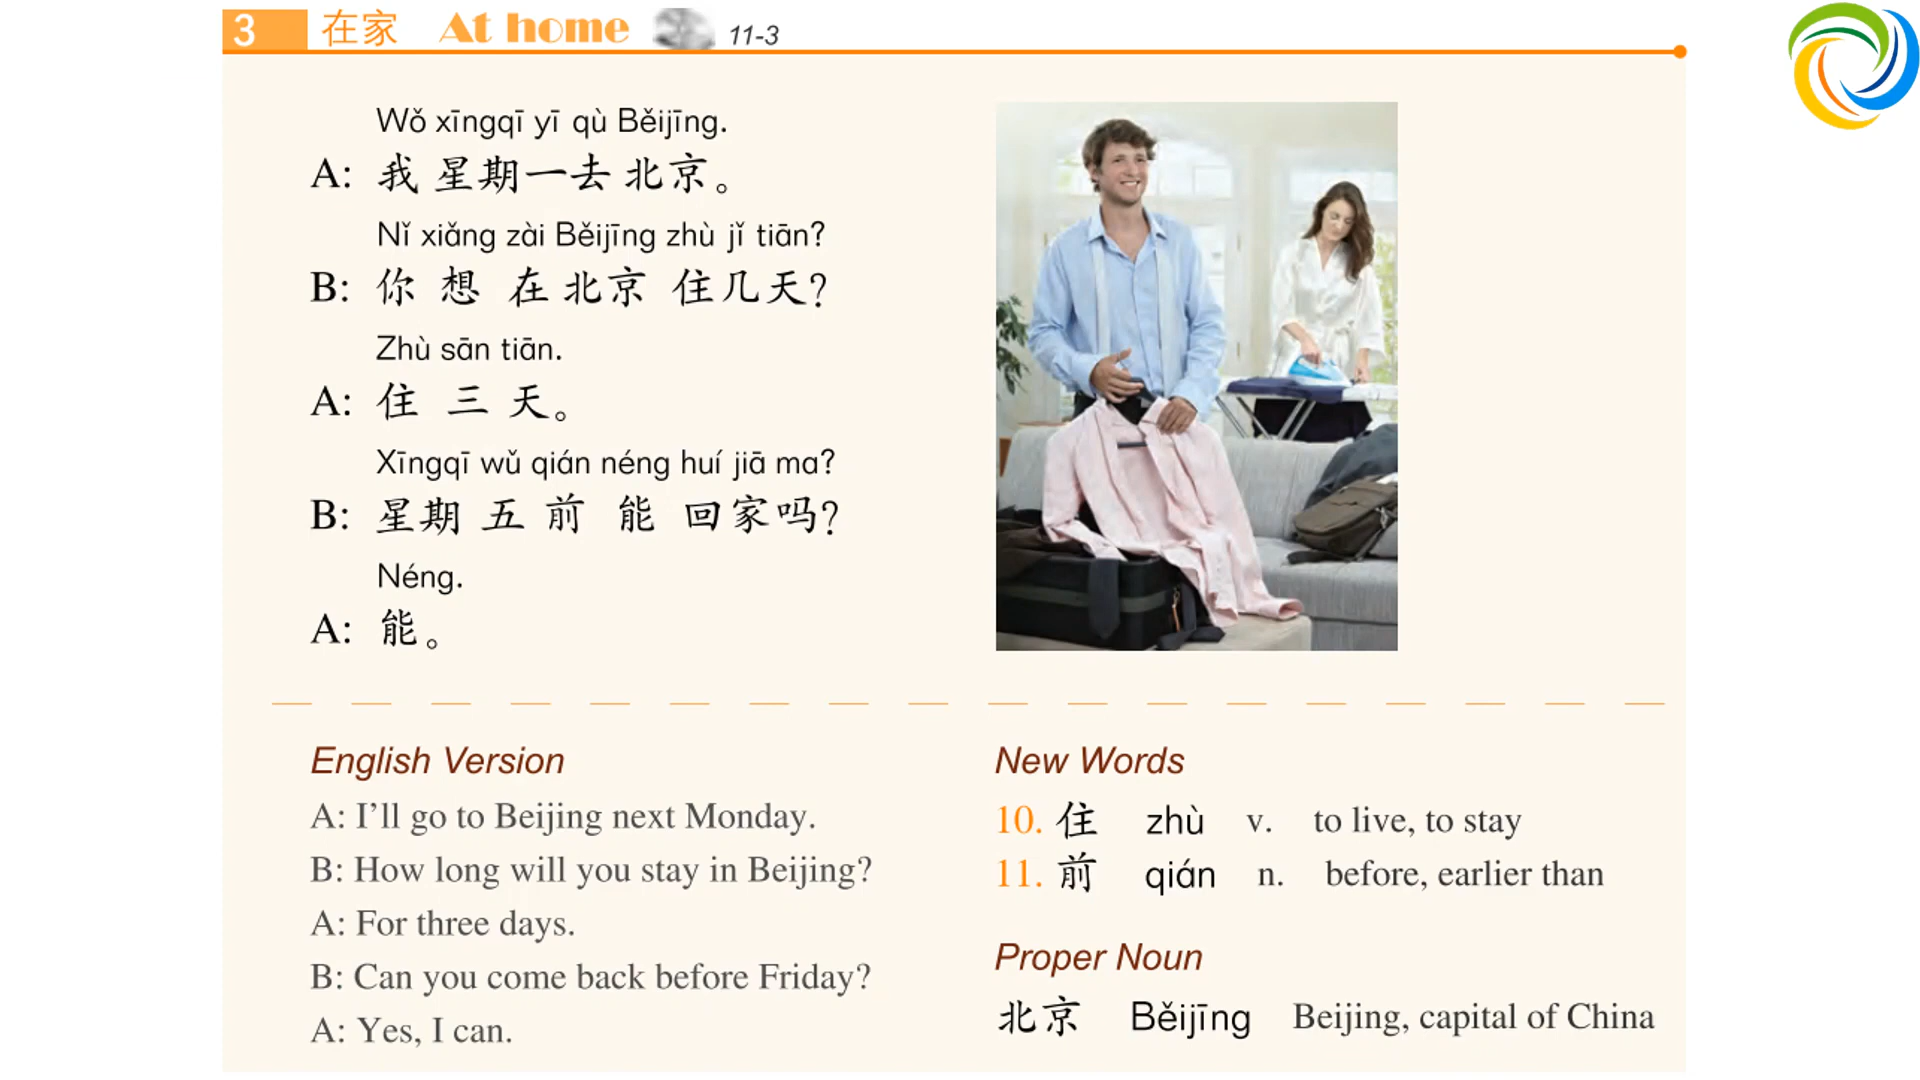 3 在家 At home 11-3
Wǒ xīngqī yī qù Běijīng.
A: 我 星期一去 北京。
Nǐ xiǎng zài Běijīng zhù jǐ tiān?
B: 你 想 在 北京 住几天?
Zhù sān tiān.
A: 住 三 天。
Xīngqī wǔ qián néng huí jiā ma?
B: 星期 五 前 能 回家吗?
Néng.
A: 能。
English Version
A: I’ll go to Beijing next Monday.
B: How long will you stay in Beijing?
A: For three days.
B: Can you come back before Friday?
A: Yes, I can.
New Words
10. 住 zhù v. to live, to stay
11. 前 qián n. before, earlier than
Proper Noun
北京 Běijīng Beijing, capital of China